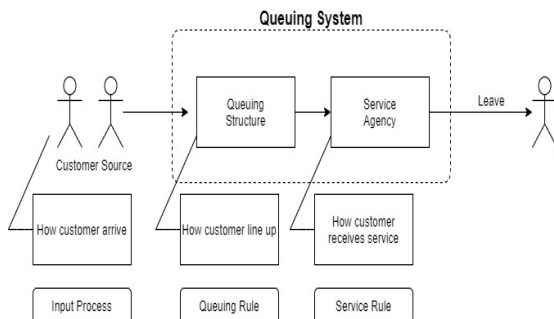 Queuing System
Queuing
Structure
Service
Agency
Leave
Customer Source
How customer arrive
How customer line up
How customer
receives service
Input Process
Queuing Rule
Service Rule